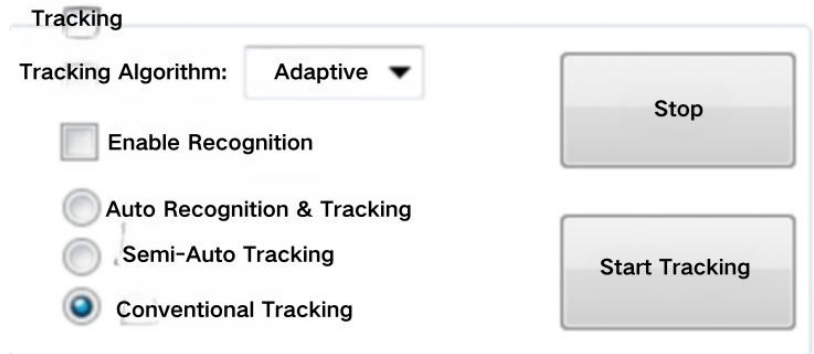 Tracking
Tracking Algorithm: Adaptive
Stop
Enable Recognition
Auto Recognition & Tracking
Semi-Auto Tracking
Start Tracking
Conventional Tracking